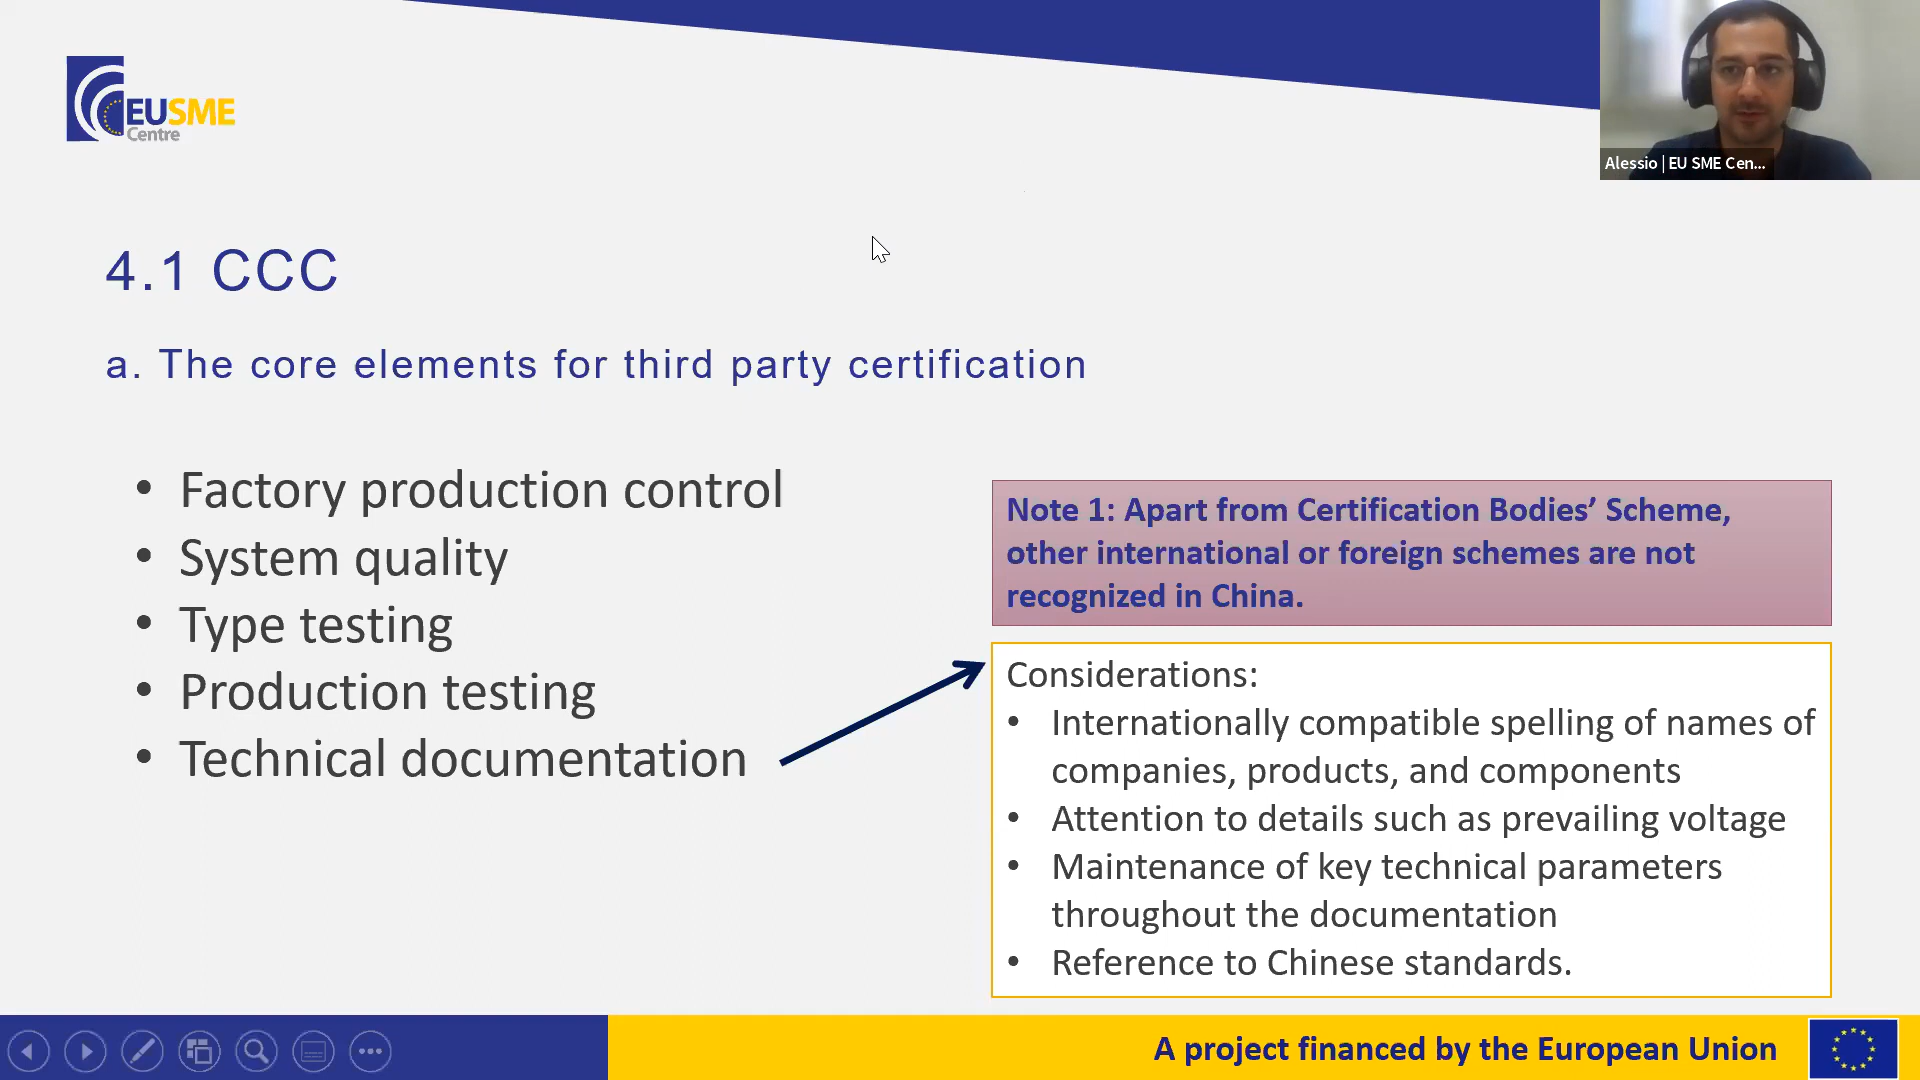 EUSME
Centre
Alessio | EU SME Cen...
4.1 CCC
a. The core elements for third party certification
• Factory production control
• System quality
• Type testing
• Production testing
• Technical documentation
Note 1: Apart from Certification Bodies’ Scheme,
other international or foreign schemes are not
recognized in China.
Considerations:
• Internationally compatible spelling of names of
companies, products, and components
• Attention to details such as prevailing voltage
• Maintenance of key technical parameters
throughout the documentation
• Reference to Chinese standards.
A project financed by the European Union